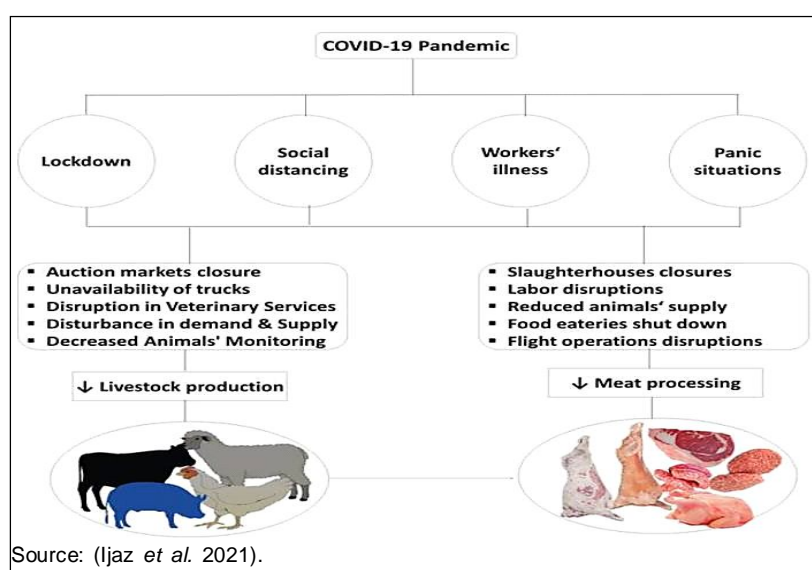 COVID-19 Pandemic
Lockdown
Social
distancing
Workers‘
illness
Panic
situations
▪ Auction markets closure
▪ Unavailability of trucks
▪ Disruption in Veterinary Services
▪ Disturbance in demand & Supply
▪ Decreased Animals' Monitoring
▪ Slaughterhouses closures
▪ Labor disruptions
▪ Reduced animals‘ supply
▪ Food eateries shut down
▪ Flight operations disruptions
↓ Livestock production
↓ Meat processing
Source: (Ijaz et al. 2021).